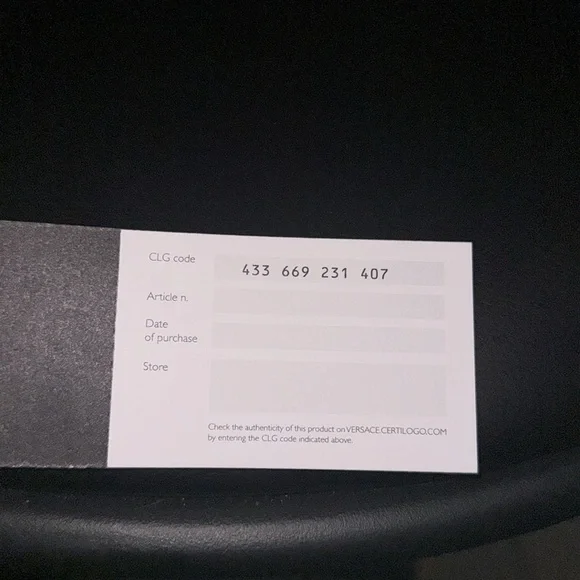 CLG code
433 669 231 407
Article n.
Date
of purchase
Store
Check the authenticity of this product on VERSACE.CERTILOGO.COM
by entering the CLG code indicated above.